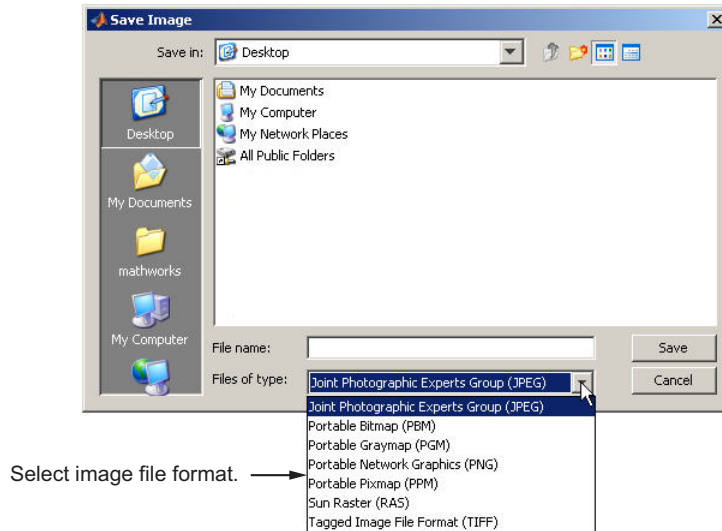 Save Image
Save in: Desktop
Desktop
My Documents
mathworks
My Computer
My Documents
My Computer
My Network Places
All Public Folders
File name: Save
Files of type: Joint Photographic Experts Group (JPEG) Cancel
Joint Photographic Experts Group (JPEG)
Portable Bitmap (PBM)
Portable Graymap (PGM)
Portable Network Graphics (PNG)
Portable Pixmap (PPM)
Sun Raster (RAS)
Tagged Image File Format (TIFF)
Select image file format.